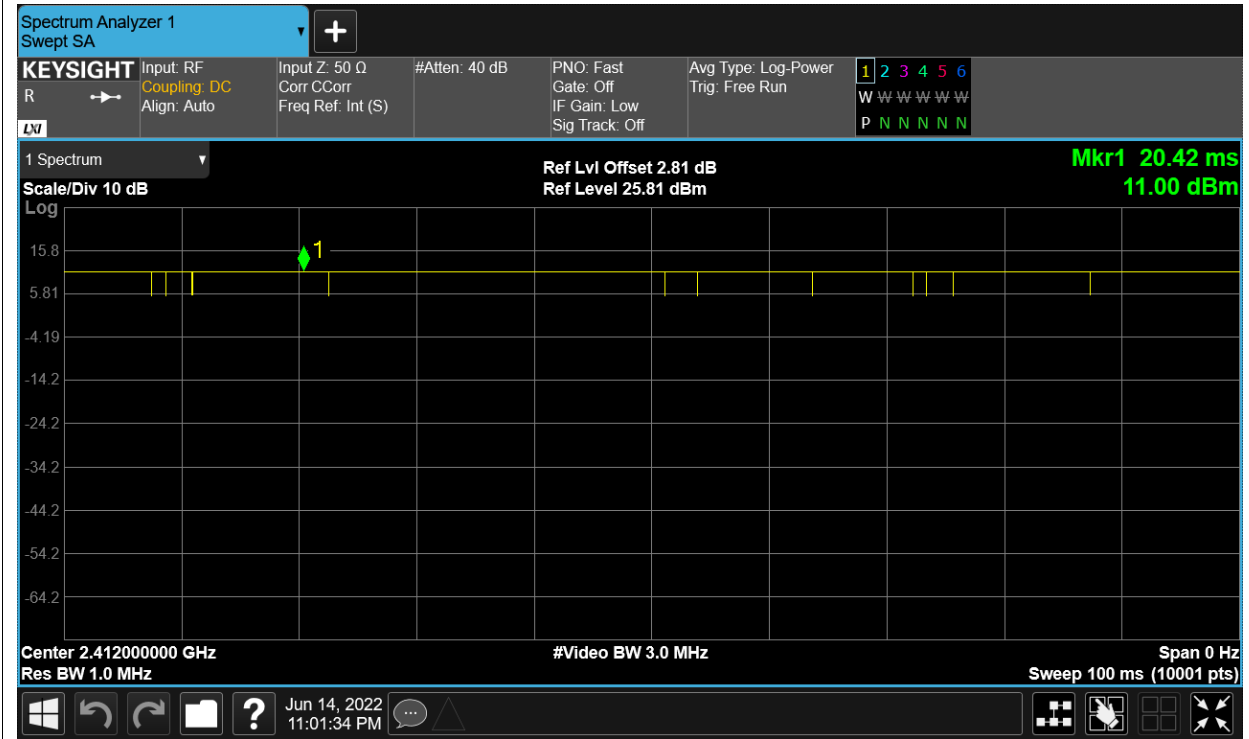 Spectrum Analyzer 1
Swept SA
KEYSIGHT
R
LXI
Input: RF
Coupling: DC
Align: Auto
Input Z: 50 Ω
Corr CCorr
Freq Ref: Int (S)
#Atten: 40 dB
PNO: Fast
Gate: Off
IF Gain: Low
Sig Track: Off
Avg Type: Log-Power
Trig: Free Run
1 2 3 4 5 6
W W W W W W
P N N N N N
1 Spectrum
Scale/Div 10 dB
Log
Ref Lvl Offset 2.81 dB
Ref Level 25.81 dBm
Mkr1 20.42 ms
11.00 dBm
1
15.8
5.81
-4.19
-14.2
-24.2
-34.2
-44.2
-54.2
-64.2
Center 2.412000000 GHz
Res BW 1.0 MHz
#Video BW 3.0 MHz
Span 0 Hz
Sweep 100 ms (10001 pts)
?
Jun 14, 2022
11:01:34 PM